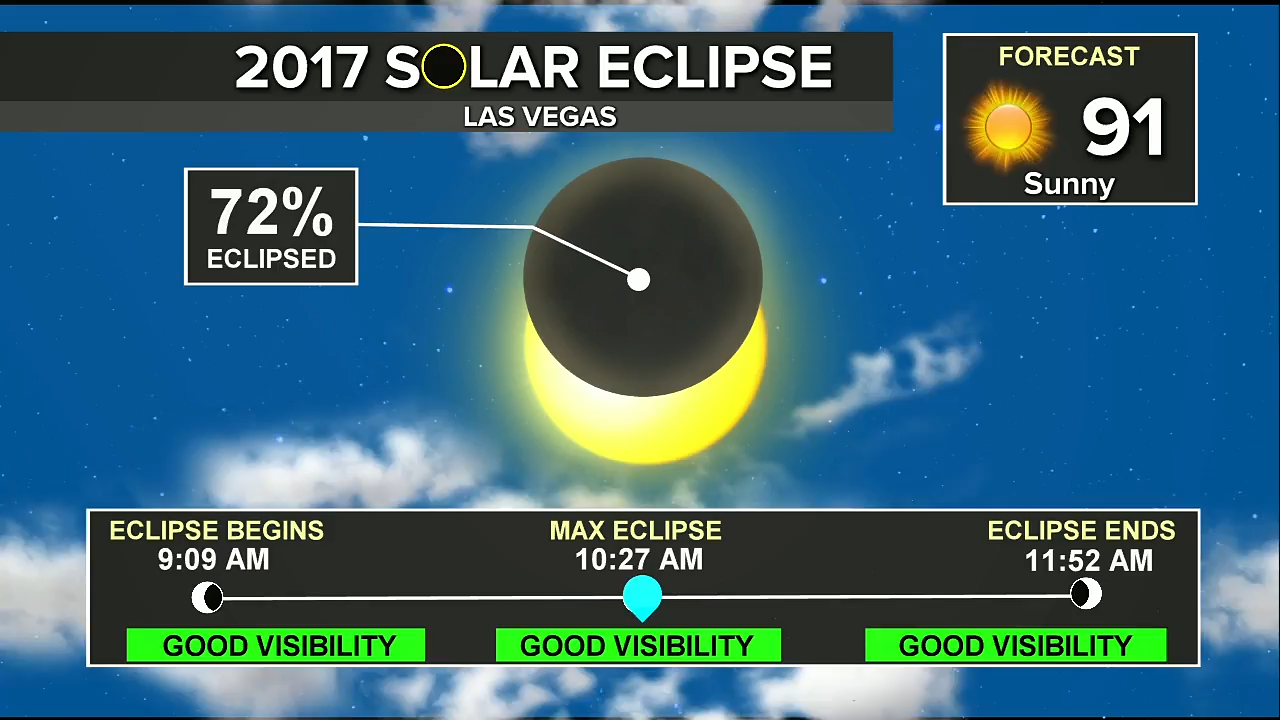 2017 SOLAR ECLIPSE
LAS VEGAS
FORECAST
91
Sunny
72%
ECLIPSED
ECLIPSE BEGINS
9:09 AM
MAX ECLIPSE
10:27 AM
ECLIPSE ENDS
11:52 AM
GOOD VISIBILITY
GOOD VISIBILITY
GOOD VISIBILITY